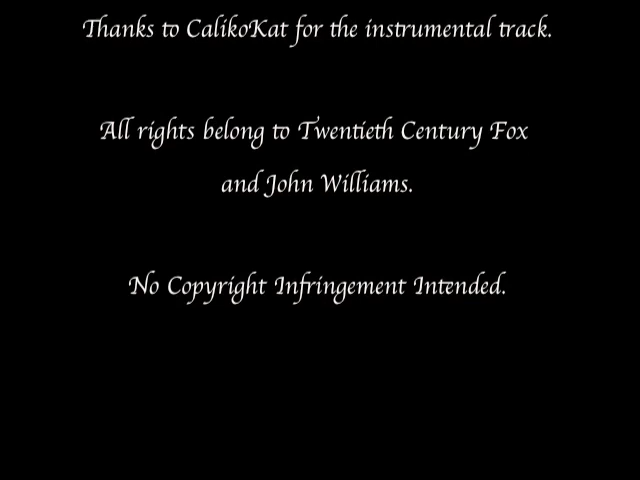 Thanks to CalikoKat for the instrumental track.
All rights belong to Twentieth Century Fox
and John Williams.
No Copyright Infringement Intended.